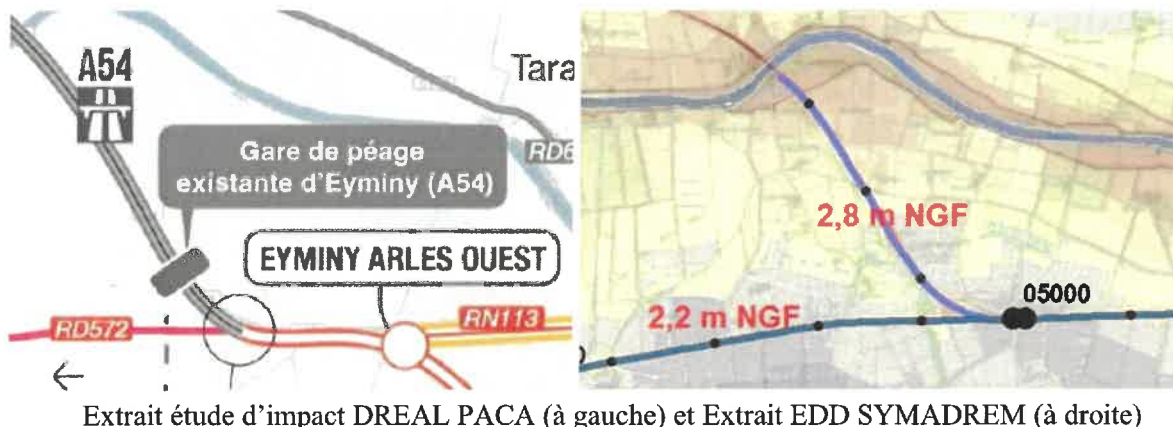 A54
Tara
Gare de péage
existante d'Eyminy (A54)
EYMINY ARLES OUEST
RD572
RN113
2,8 m NGF
2,2 m NGF
05000
Extrait étude d'impact DREAL PACA (à gauche) et Extrait EDD SYMADREM (à droite)